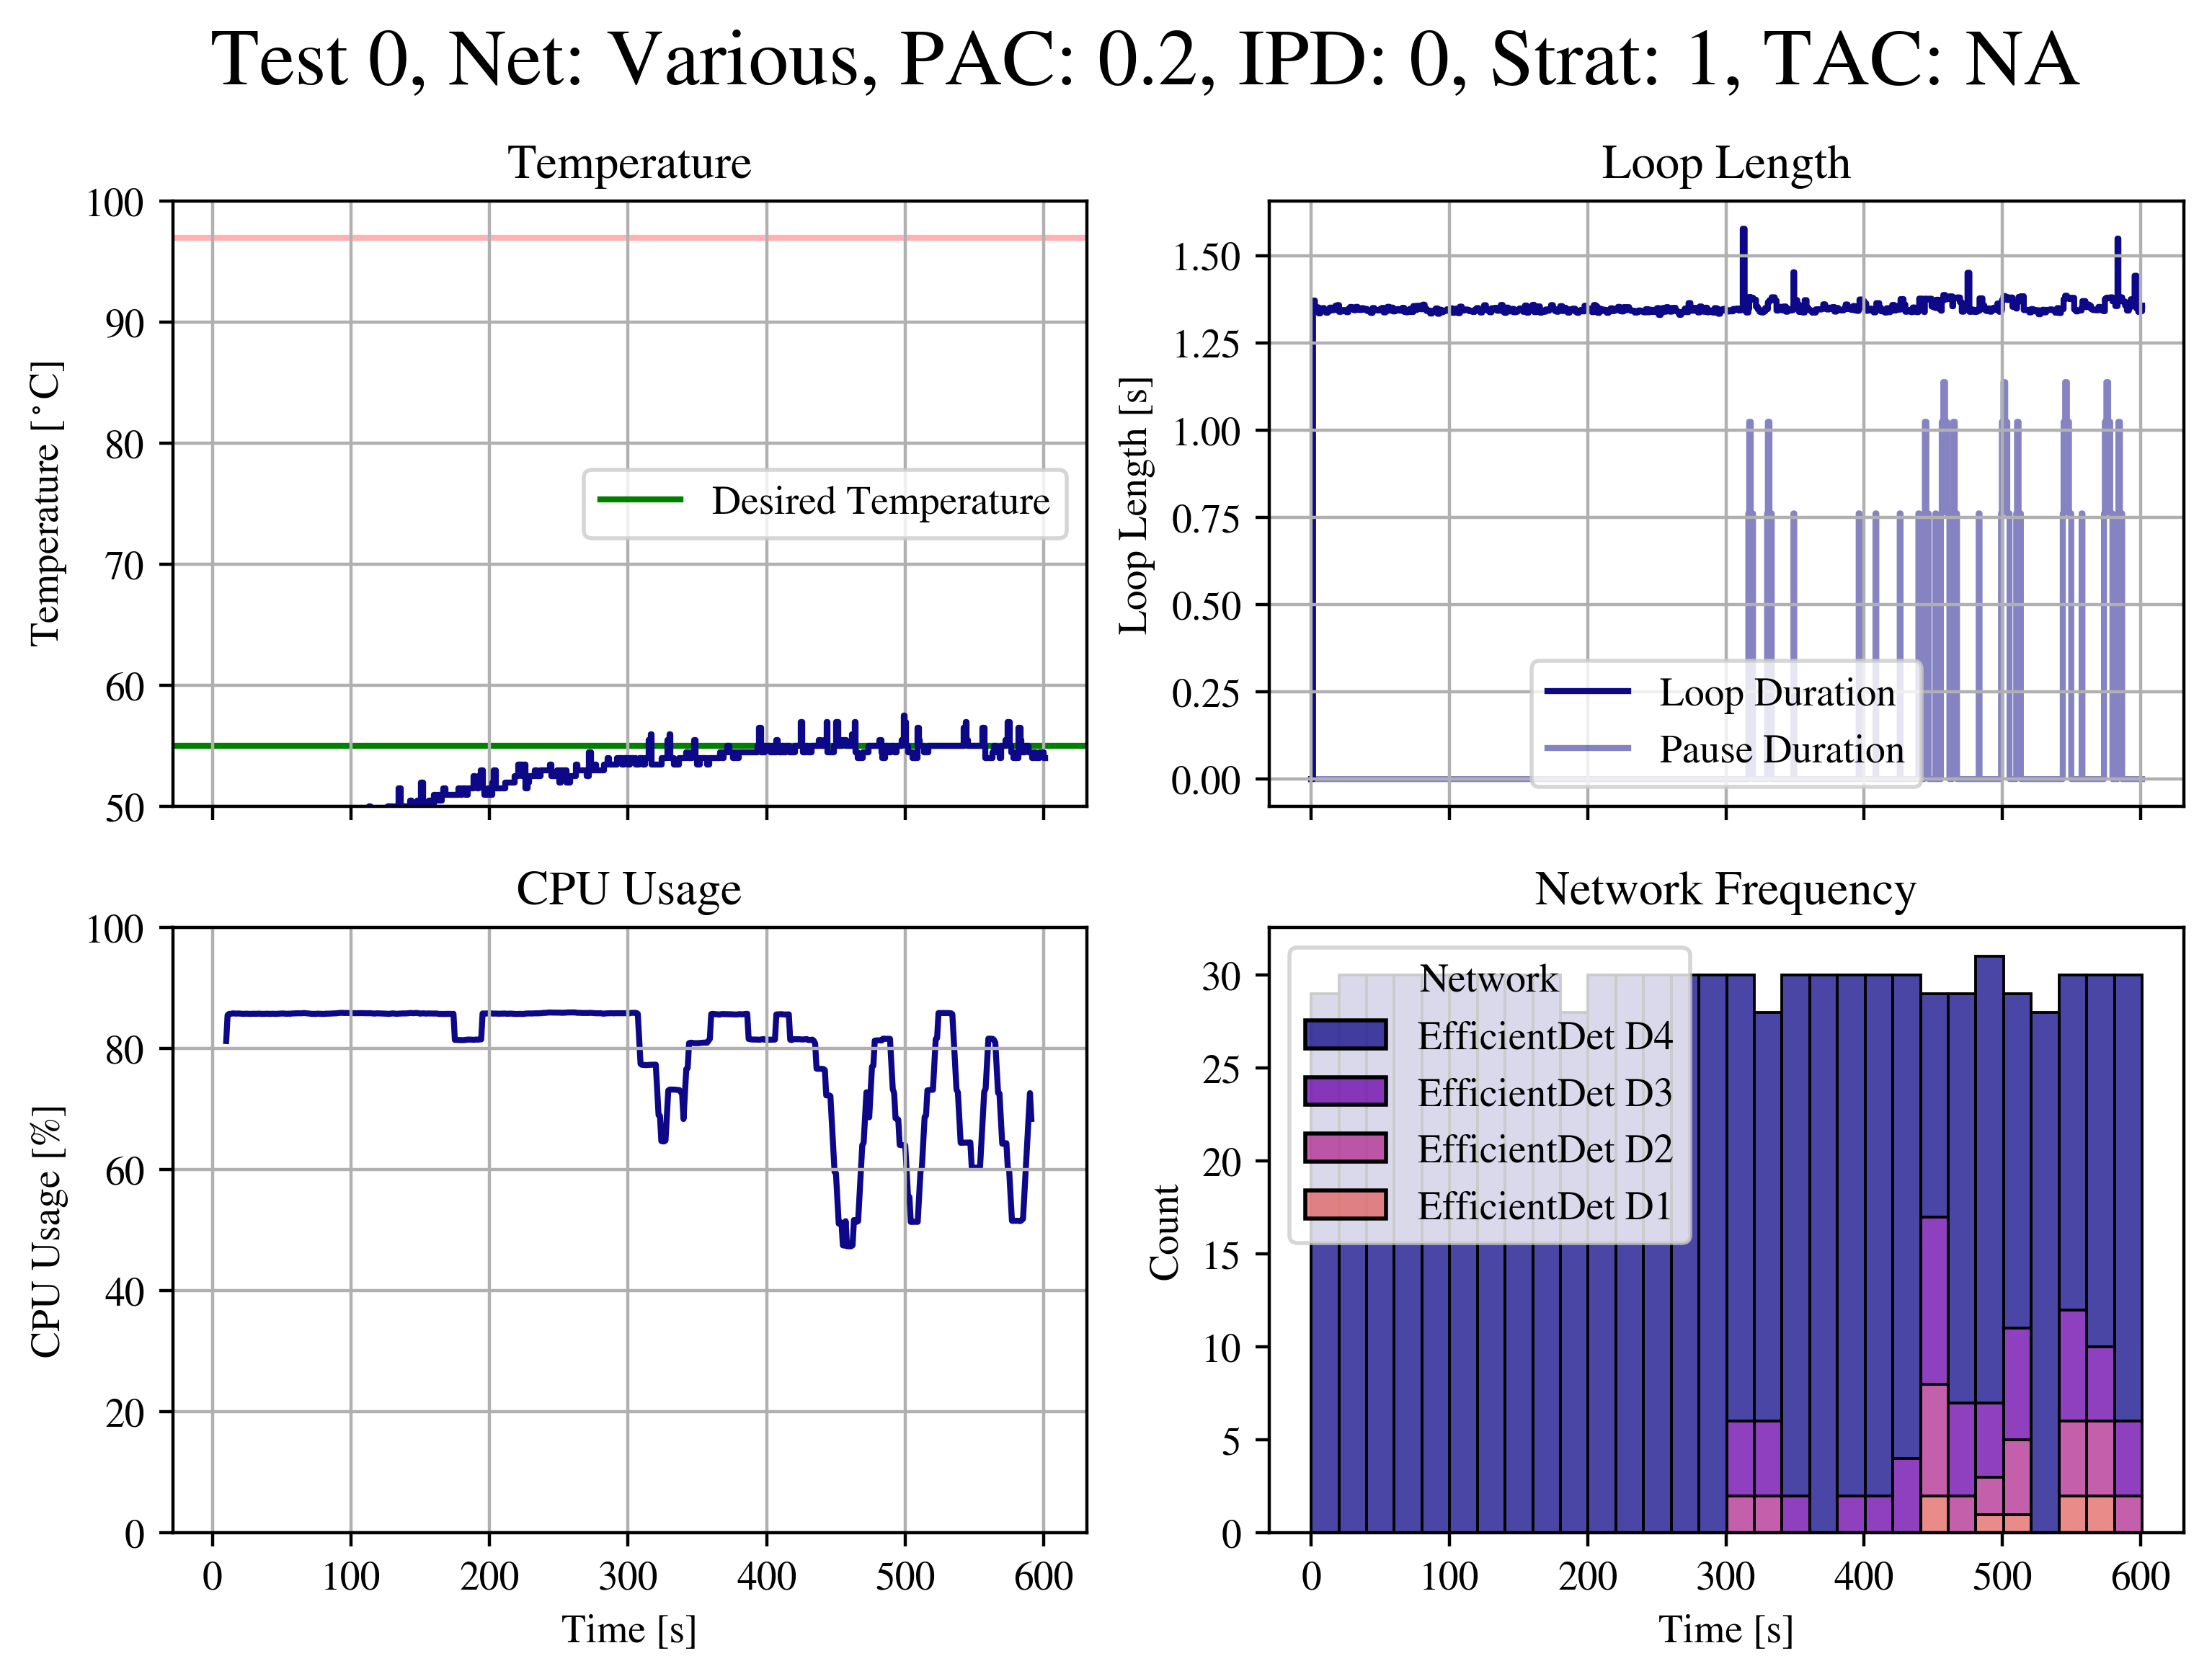 Test 0, Net: Various, PAC: 0.2, IPD: 0, Strat: 1, TAC: NA
Temperature
100
90
80
70
60
50
Temperature [°C]
Desired Temperature
Loop Length
1.50
1.25
1.00
0.75
0.50
0.25
0.00
Loop Length [s]
Loop Duration
Pause Duration
CPU Usage
100
80
60
40
20
0
CPU Usage [%]
0 100 200 300 400 500 600
Time [s]
Network Frequency
30
25
20
15
10
5
0
Count
Network
EfficientDet D4
EfficientDet D3
EfficientDet D2
EfficientDet D1
0 100 200 300 400 500 600
Time [s]